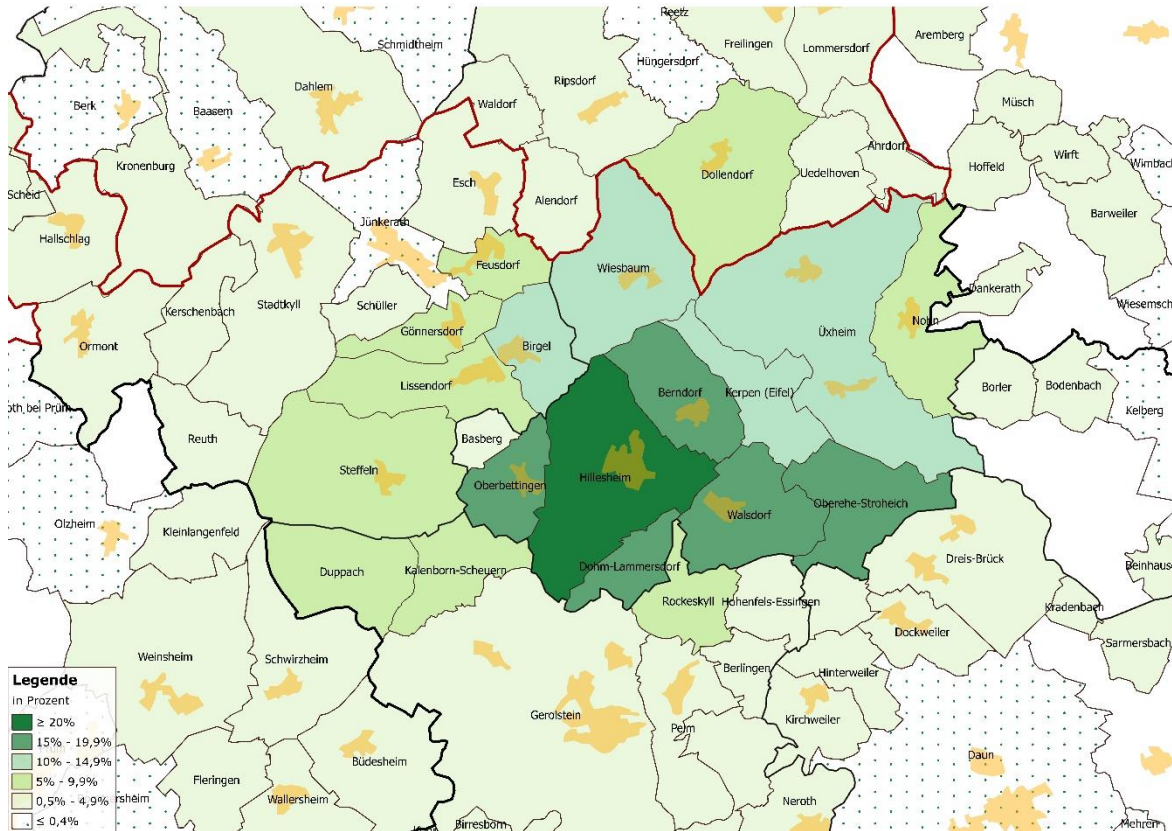 Reetz
Schmidtheim
Freilingen
Lommersdorf
Aremberg
Hüngersdorf
Dahlem
Ripsdorf
Berk
Baasem
Waldorf
Müsch
Kronenburg
Ahrdorf
Wirft
Wimbach
Hoffeld
Dollendorf
Uedelhoven
Esch
Scheid
Alendorf
Barweiler
Jünkerath
Hallschlag
Feusdorf
Wiesbaum
Dankerath
Stadtkyll
Schüller
Kerschenbach
Wiesemsch
Üxheim
Nohn
Gönnersdorf
Birgel
Ormont
Lissendorf
Berndorf
Kerpen (Eifel)
Borler
Bodenbach
oth bei Prüm
Kelberg
Reuth
Basberg
Steffeln
Oberbettingen
Hillesheim
Oberehe-Stroheich
Walsdorf
Olzheim
Kleinlangenfeld
Dreis-Brück
Duppach
Kalenborn-Scheuern
Dohm-Lammersdorf
Beinhaus
Rockeskyll
Hohenfels-Essingen
Kradenbach
Dockweiler
Sarmersbach
Weinsheim
Schwirzheim
Berlingen
Hinterweiler
Gerolstein
Kirchweiler
Pelm
Daun
Büdesheim
Fleringen
Wallersheim
ersheim
Neroth
Birresborn
Mehren
Legende
in Prozent
≥ 20%
15% - 19,9%
10% - 14,9%
5% - 9,9%
0,5% - 4,9%
≤ 0,4%